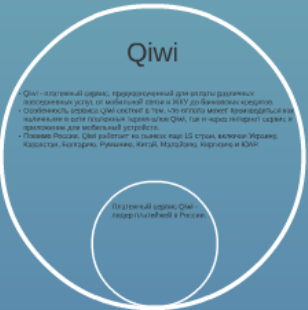 Qiwi
• Qiwi - платежный сервис, предназначенный для оплаты различных
повседневных услуг, от мобильной связи и ЖКУ до банковских кредитов.
• Особенность сервиса Qiwi состоит в том, что оплата может производиться как
наличными в сети платежных терминалов Qiwi, так и через интернет сервис и
приложения для мобильный устройств.
• Помимо России, Qiwi работает на рынках еще 15 стран, включая Украину,
Казахстан, Болгарию, Румынию, Китай, Малайзию, Киргизию и ЮАР.
Платежный сервис Qiwi -
лидер платежей в России.